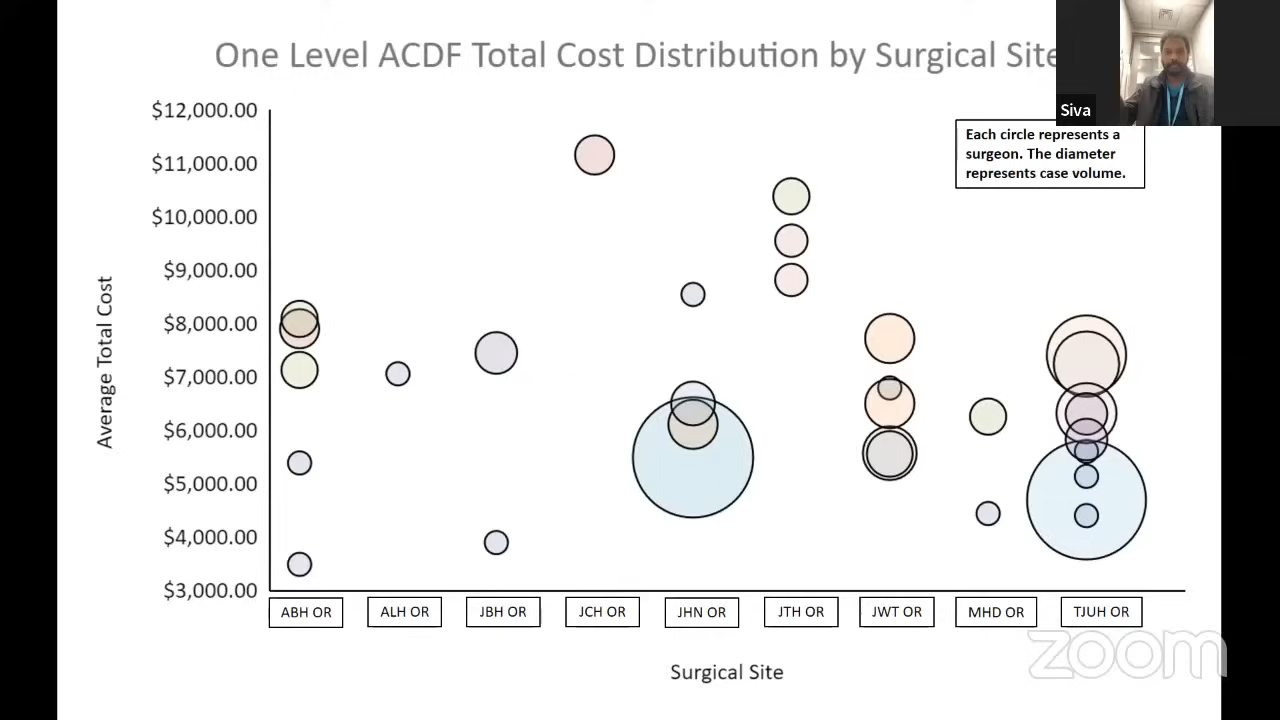 One Level ACDF Total Cost Distribution by Surgical Site
Siva
Each circle represents a
surgeon. The diameter
represents case volume.
$12,000.00
$11,000.00
$10,000.00
$9,000.00
$8,000.00
$7,000.00
$6,000.00
$5,000.00
$4,000.00
$3,000.00
Average Total Cost
ABH OR
ALH OR
JBH OR
JCH OR
JHN OR
JTH OR
JWT OR
MHD OR
TJUH OR
Surgical Site
zoom